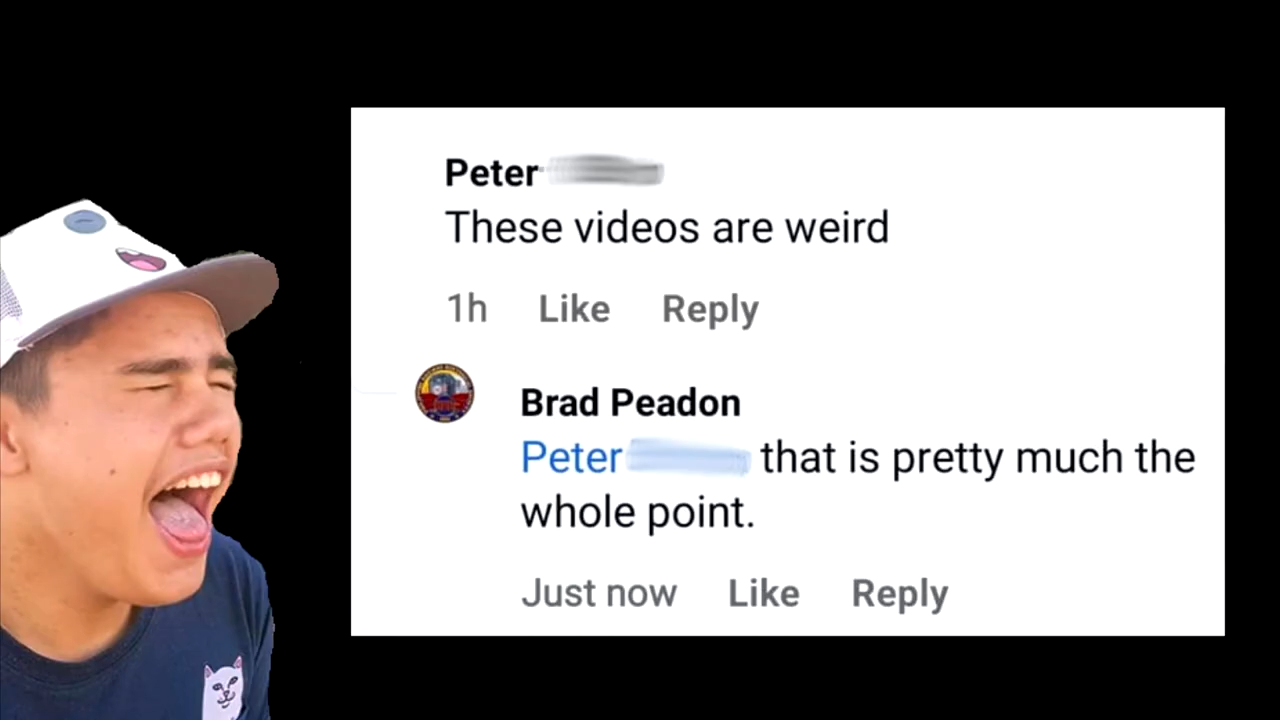 Peter
These videos are weird
1h Like Reply
Brad Peadon
Peter that is pretty much the
whole point.
Just now Like Reply